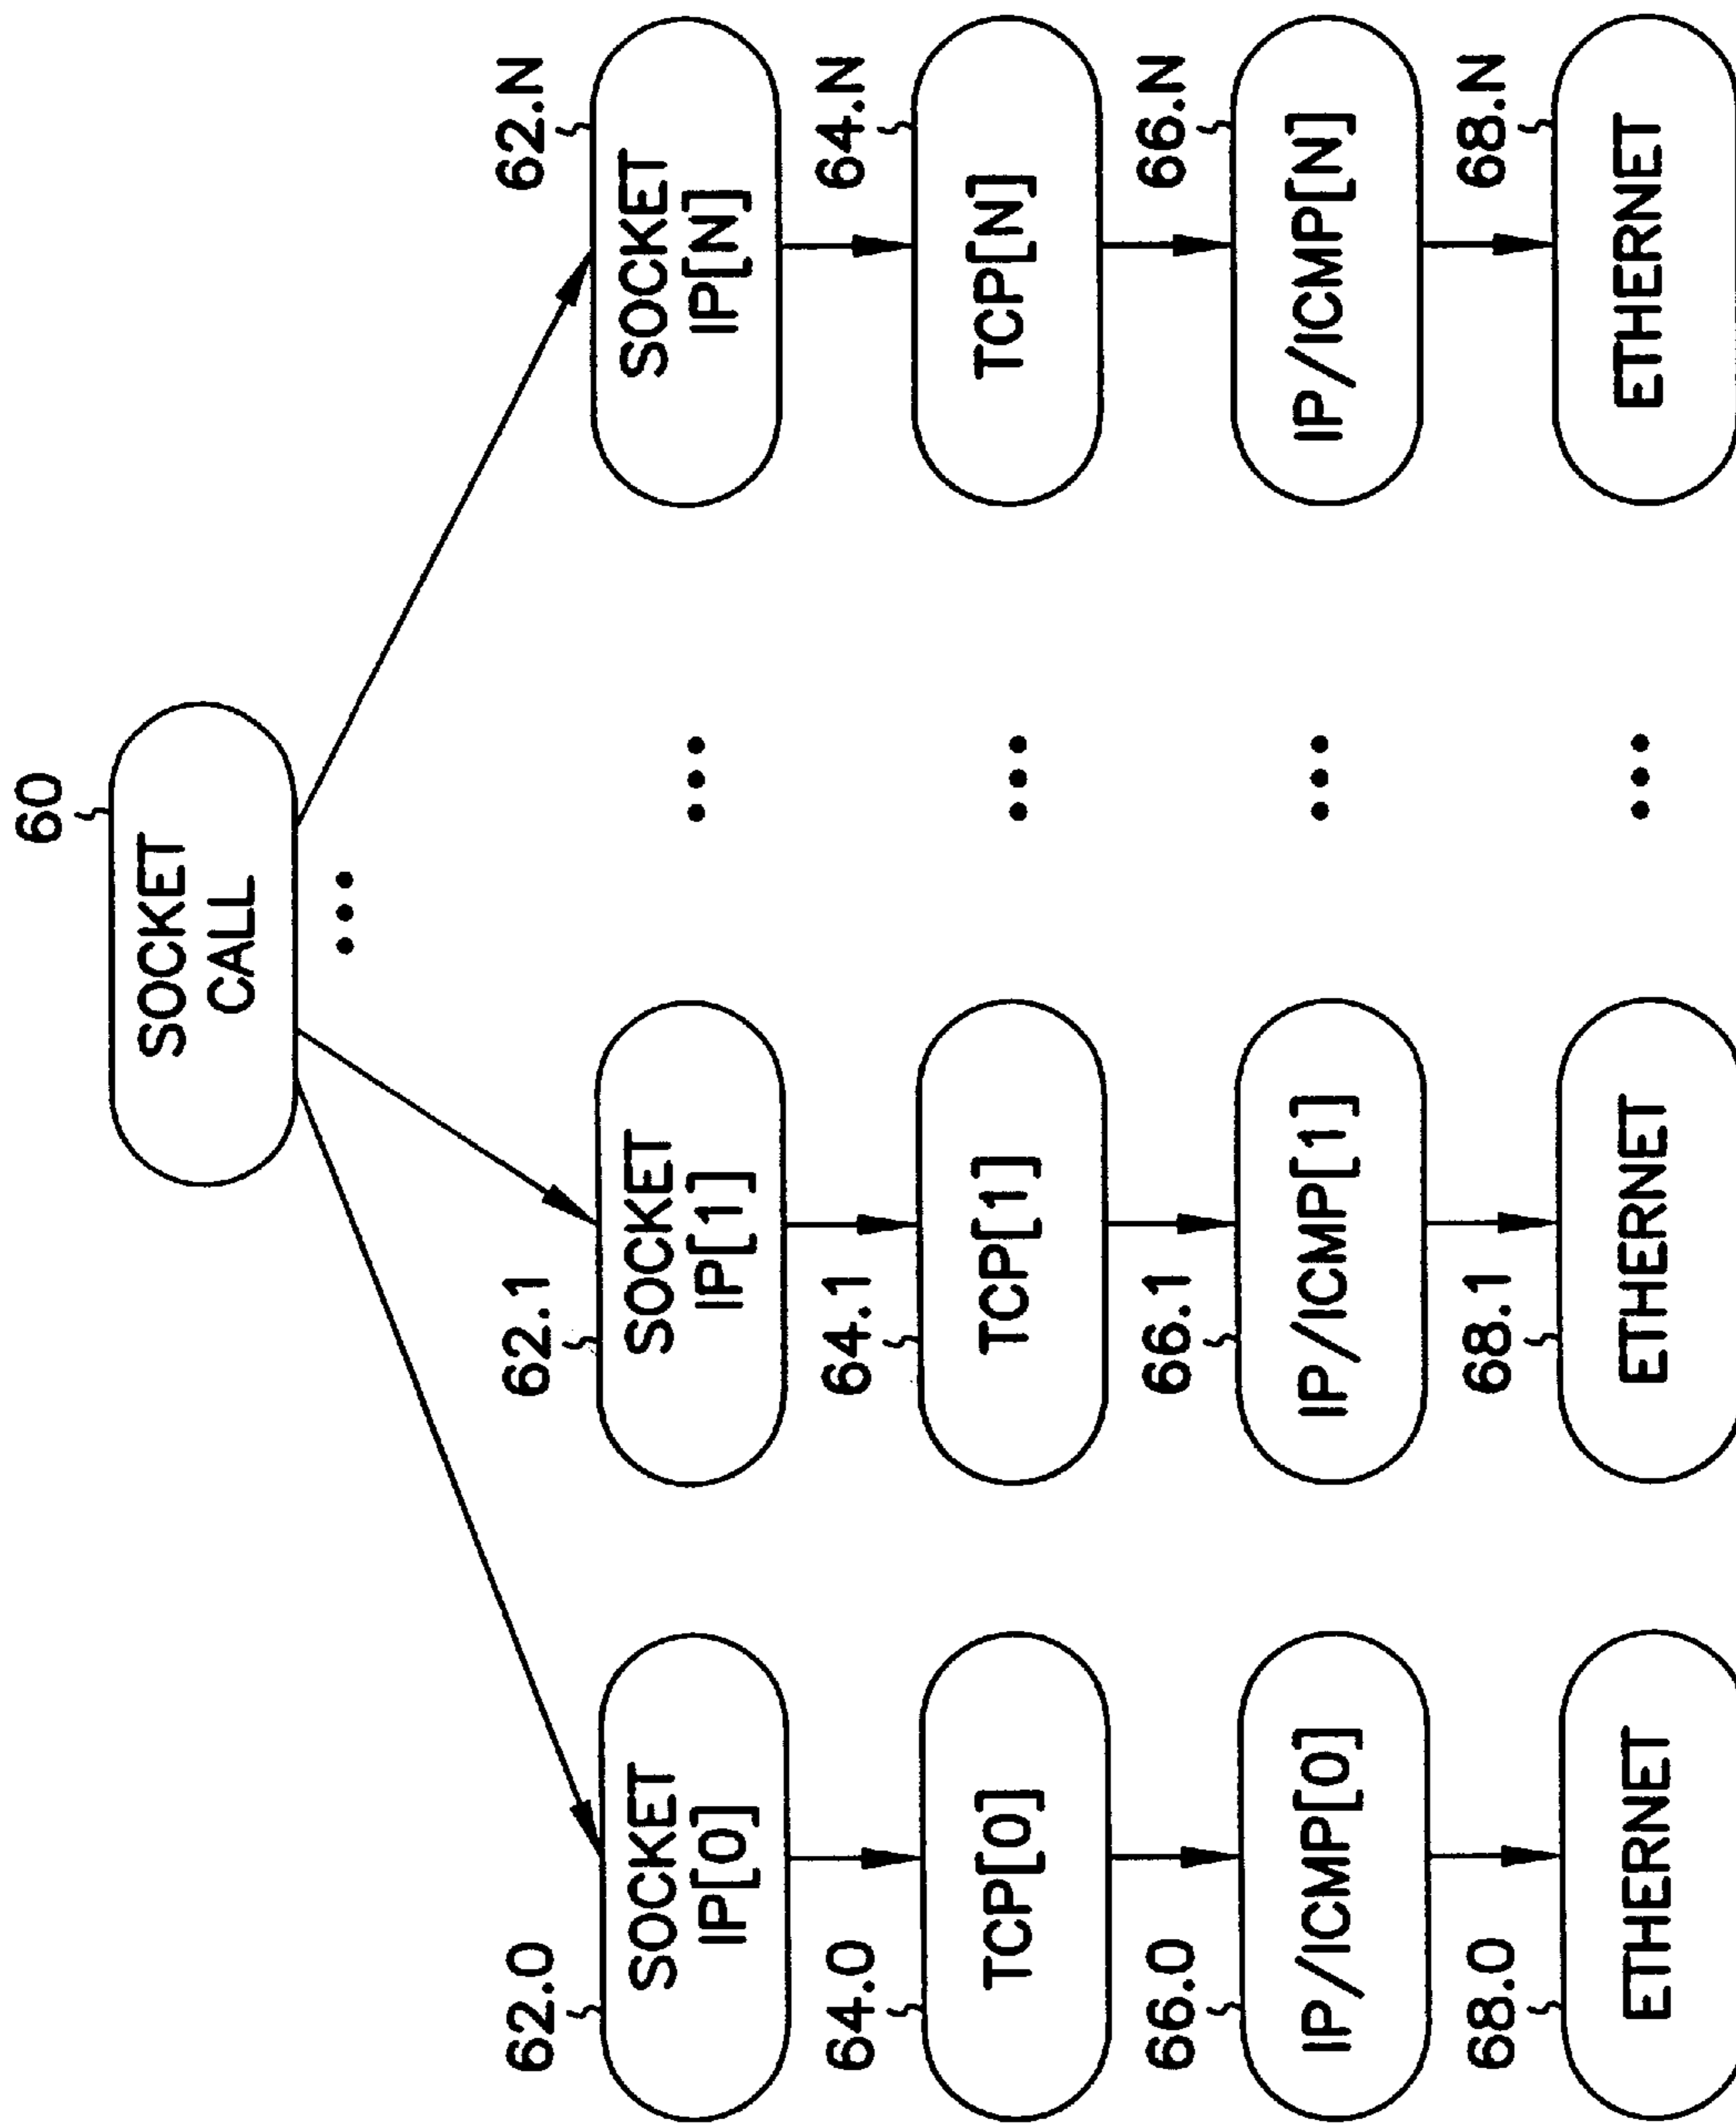 60
SOCKET
CALL
62.0
SOCKET
IP[0]
62.1
SOCKET
IP[1]
...
...
62.N
SOCKET
IP[N]
64.0
TCP[0]
64.1
TCP[1]
...
64.N
TCP[N]
66.0
IP/ICMP[0]
66.1
IP/ICMP[1]
...
66.N
IP/ICMP[N]
68.0
ETHERNET
68.1
ETHERNET
...
68.N
ETHERNET